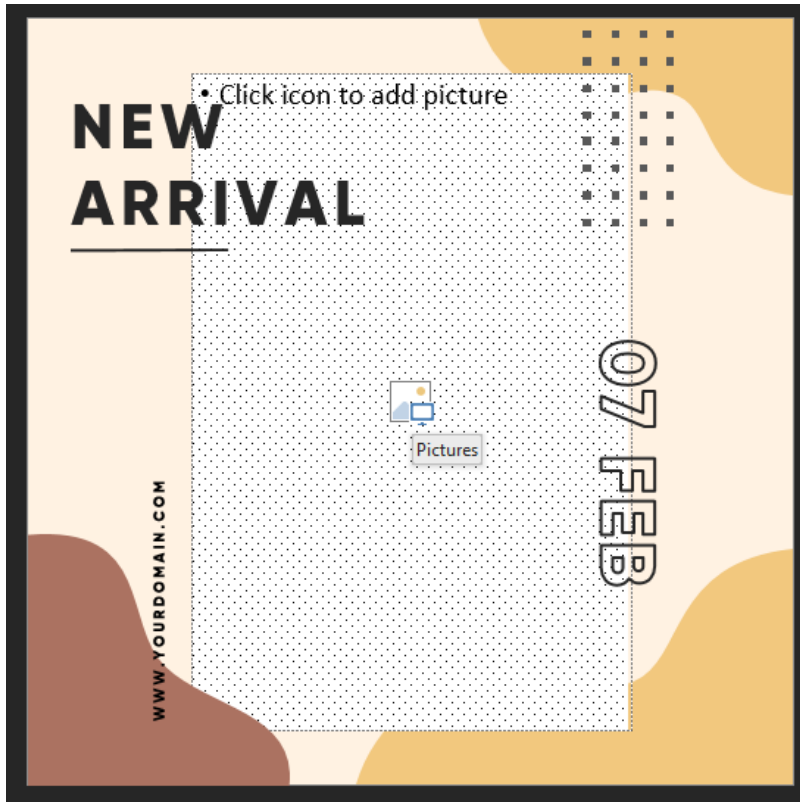 • Click icon to add picture
NEW
ARRIVAL
07 FEB
Pictures
WWW.YOURDOMAIN.COM